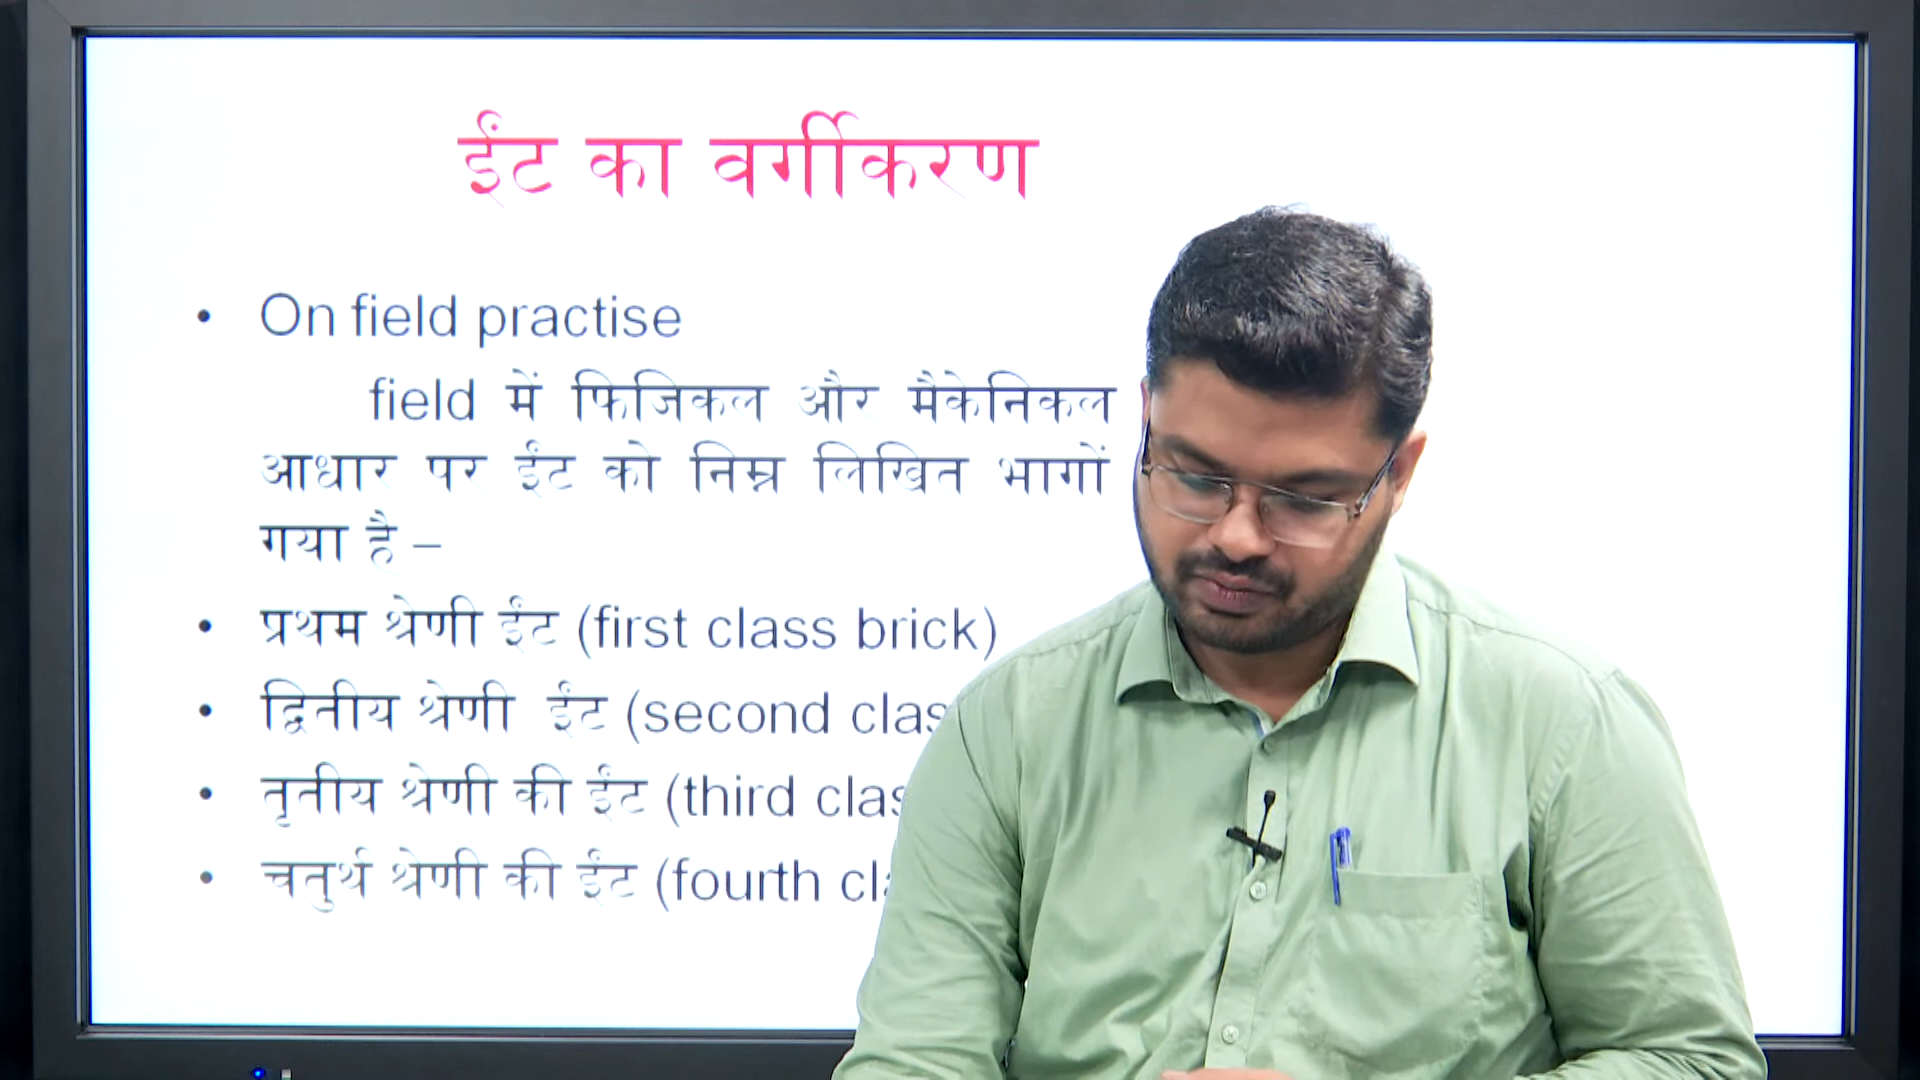 ईंट का वर्गीकरण
• On field practise
field में फिजिकल और मैकेनिकल
आधार पर ईंट को निम्न लिखित भागों
गया है –
• प्रथम श्रेणी ईंट (first class brick)
• द्वितीय श्रेणी ईंट (second clas
• तृतीय श्रेणी की ईंट (third clas
• चतुर्थ श्रेणी की ईंट (fourth cla